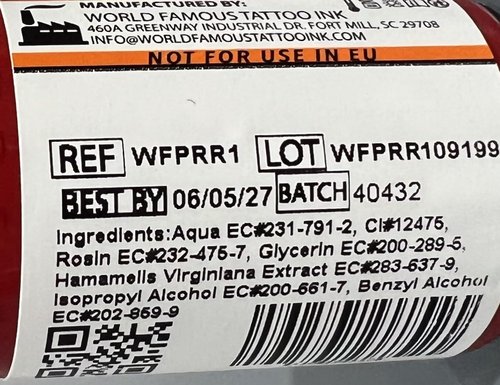 MANUFACTURED BY:
WORLD FAMOUS TATTOO INK
460A GREENWAY INDUSTRIAL DR. FORT MILL, SC 29708
INFO@WORLDFAMOUSTATTOOINK.COM
NOT FOR USE IN EU
REF WFPRR1 LOT WFPRR109199
BEST BY 06/05/27 BATCH 40432
Ingredients:Aqua EC#231-791-2, CI#12475,
Rosin EC#232-475-7, Glycerin EC#200-289-5,
Hamamelis Virginiana Extract EC#283-637-9,
Isopropyl Alcohol EC#200-661-7, Benzyl Alcohol
EC#202-859-9